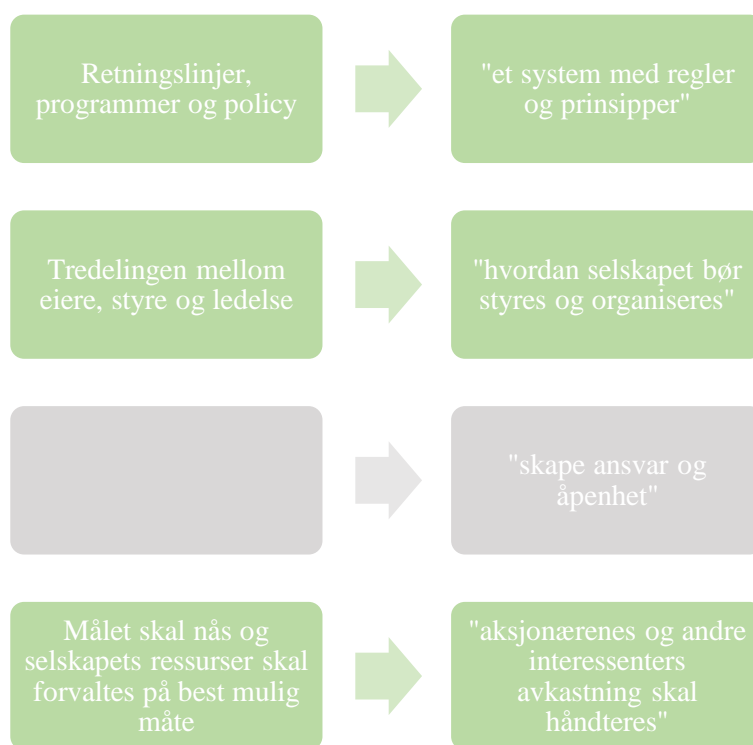 Retningslinjer,
programmer og policy
"et system med regler
og prinsipper"
Tredelingen mellom
eiere, styre og ledelse
"hvordan selskapet bør
styres og organiseres"
"skape ansvar og
åpenhet"
Målet skal nås og
selskapets ressurser skal
forvaltes på best mulig
måte
"aksjonærenes og andre
interessenters
avkastning skal
håndteres"